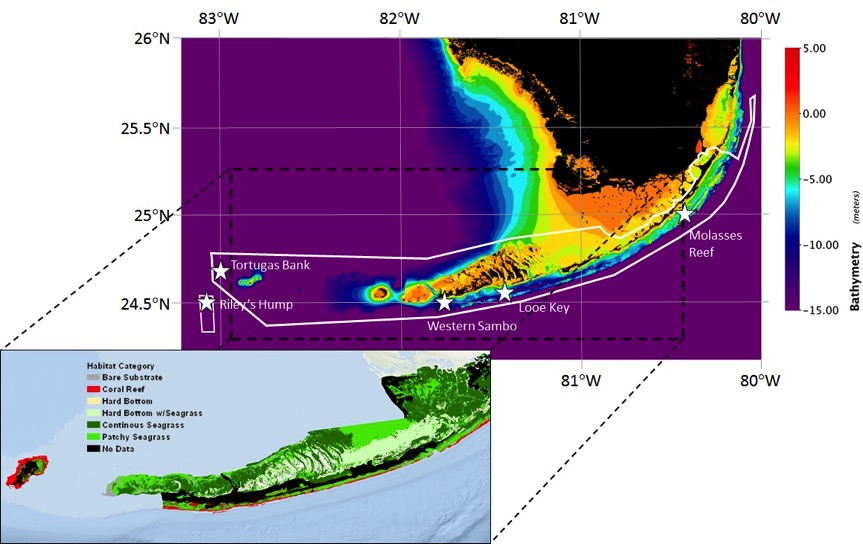 83°W 82°W 81°W 80°W
26°N
25.5°N
25°N
24.5°N
5.00
0.00
-5.00
-10.00
-15.00
Bathymetry (meters)
Molasses
Reef
Tortugas Bank
Riley's Hump
Looe Key
Western Sambo
81°W 80°W
Habitat Category
Bare Substrate
Coral Reef
Hard Bottom
Hard Bottom w/Seagrass
Continous Seagrass
Patchy Seagrass
No Data